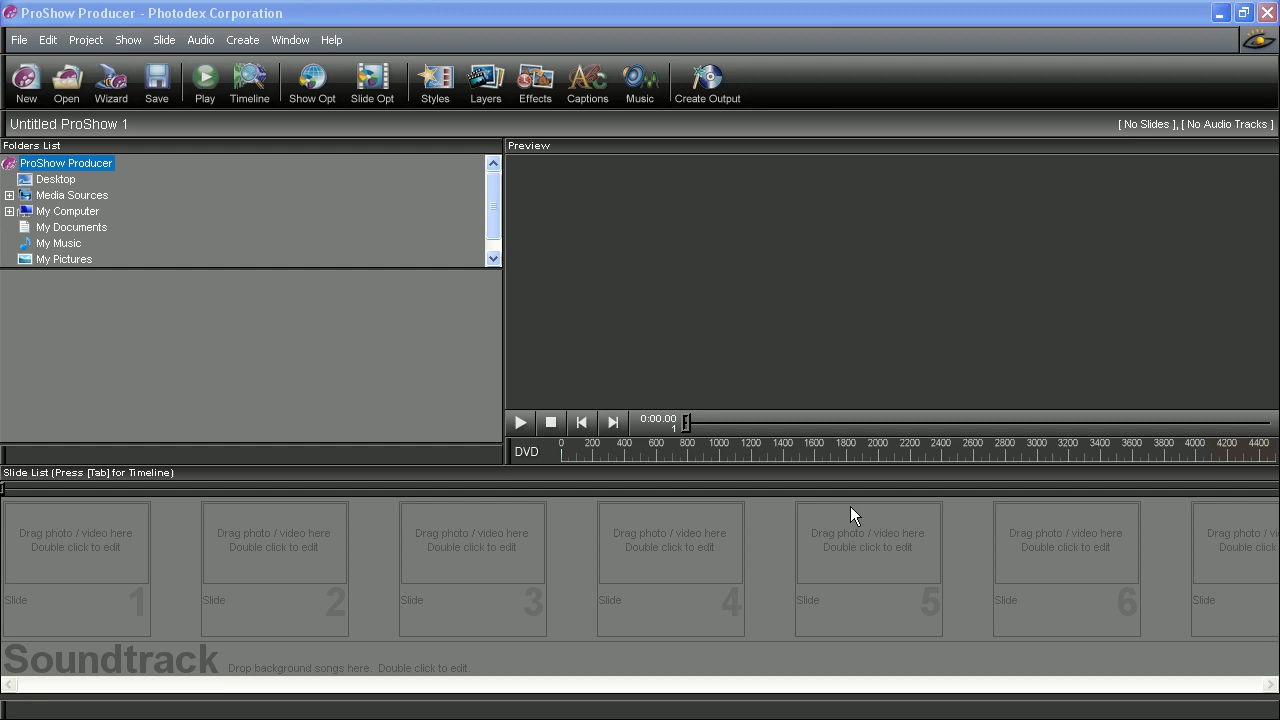 ProShow Producer - Photodex Corporation
File Edit Project Show Slide Audio Create Window Help
New Open Wizard Save Play Timeline Show Opt Slide Opt Styles Layers Effects Captions Music Create Output
Untitled ProShow 1 [ No Slides ], [ No Audio Tracks ]
Folders List
ProShow Producer
Desktop
Media Sources
My Computer
My Documents
My Music
My Pictures
Preview
0:00.00
1
DVD 0 200 400 600 800 1000 1200 1400 1600 1800 2000 2200 2400 2600 2800 3000 3200 3400 3600 3800 4000 4200 4400
Slide List (Press [Tab] for Timeline)
Drag photo / video here Drag photo / video here Drag photo / video here Drag photo / video here Drag photo / video here Drag photo / video here Drag photo / vi
Double click to edit Double click to edit Double click to edit Double click to edit Double click to edit Double click to edit Double click
Slide 1 Slide 2 Slide 3 Slide 4 Slide 5 Slide 6 Slide
Soundtrack Drop background songs here. Double click to edit.